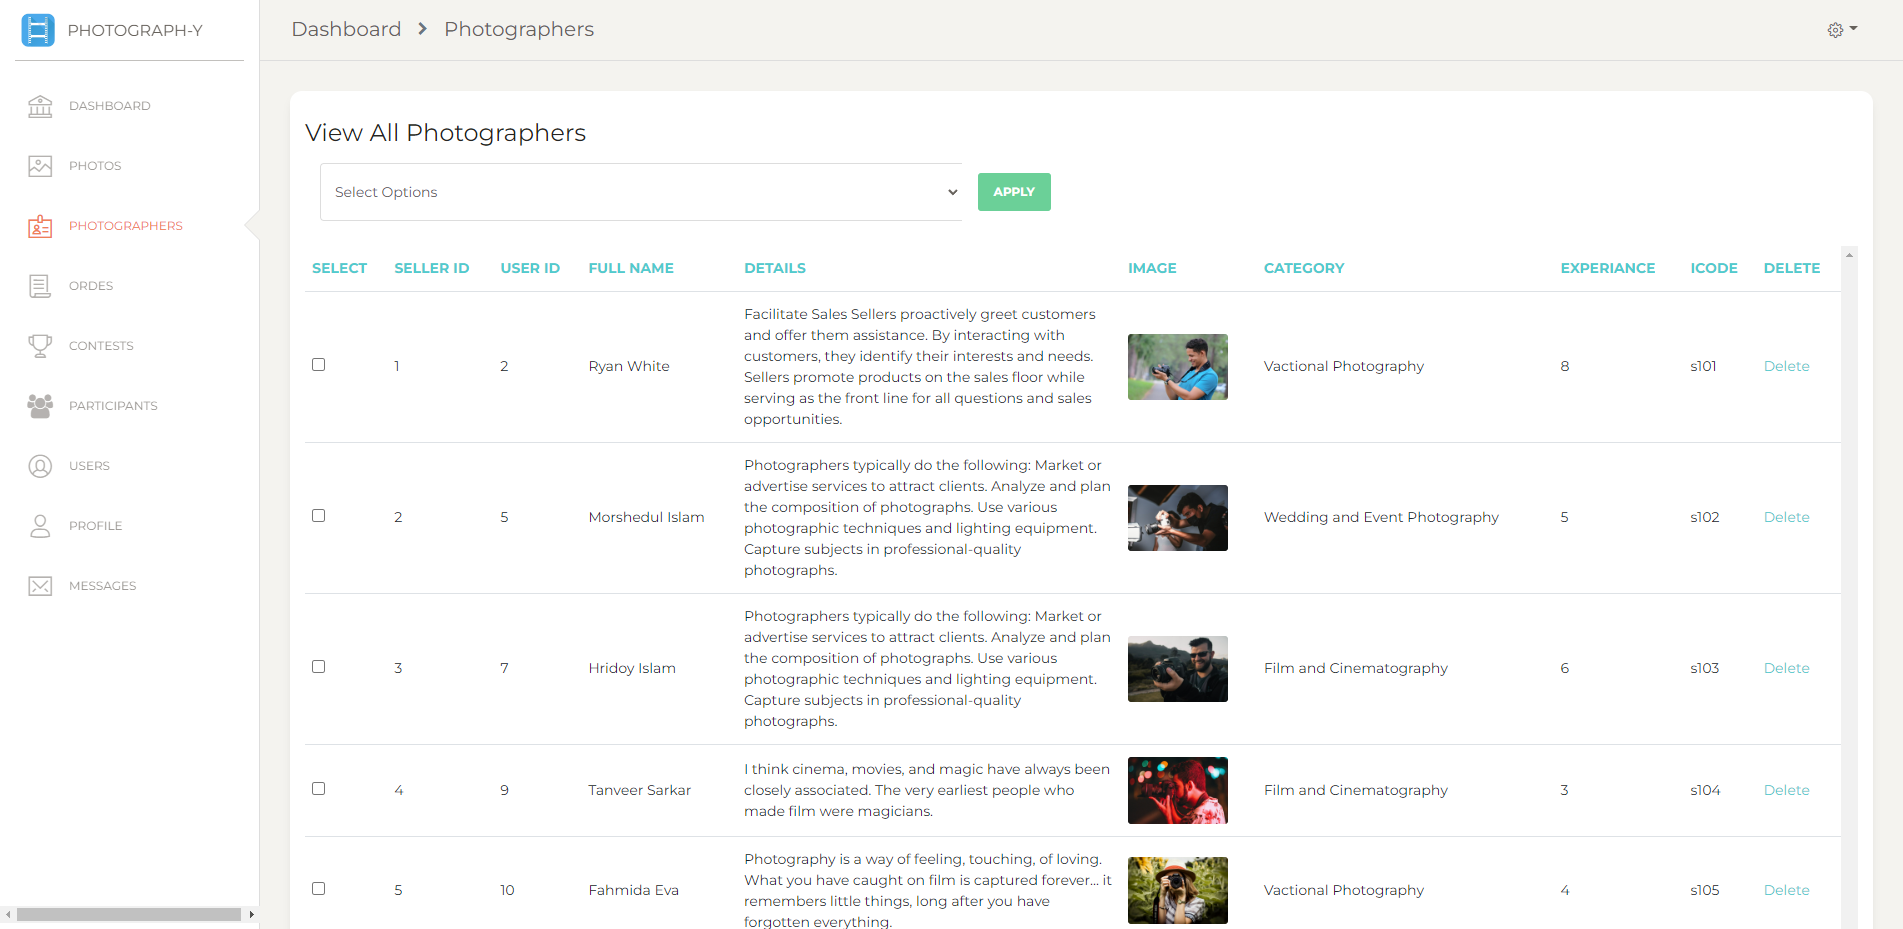 PHOTOGRAPH-Y
Dashboard Photographers
DASHBOARD
PHOTOS
PHOTOGRAPHERS
ORDES
CONTESTS
PARTICIPANTS
USERS
PROFILE
MESSAGES
View All Photographers
Select Options APPLY
SELECT SELLER ID USER ID FULL NAME DETAILS IMAGE CATEGORY EXPERIANCE ICODE DELETE
Facilitate Sales Sellers proactively greet customers
and offer them assistance. By interacting with
customers, they identify their interests and needs.
1 2 Ryan White Vactional Photography 8 s101 Delete
Sellers promote products on the sales floor while
serving as the front line for all questions and sales
opportunities.
Photographers typically do the following: Market or
advertise services to attract clients. Analyze and plan
the composition of photographs. Use various
2 5 Morshedul Islam Wedding and Event Photography 5 s102 Delete
photographic techniques and lighting equipment.
Capture subjects in professional-quality
photographs.
Photographers typically do the following: Market or
advertise services to attract clients. Analyze and plan
the composition of photographs. Use various
3 7 Hridoy Islam Film and Cinematography 6 s103 Delete
photographic techniques and lighting equipment.
Capture subjects in professional-quality
photographs.
I think cinema, movies, and magic have always been
4 9 Tanveer Sarkar closely associated. The very earliest people who Film and Cinematography 3 s104 Delete
made film were magicians.
Photography is a way of feeling, touching, of loving.
What you have caught on film is captured forever... it
5 10 Fahmida Eva Vactional Photography 4 s105 Delete
remembers little things, long after you have
forgotten everything.